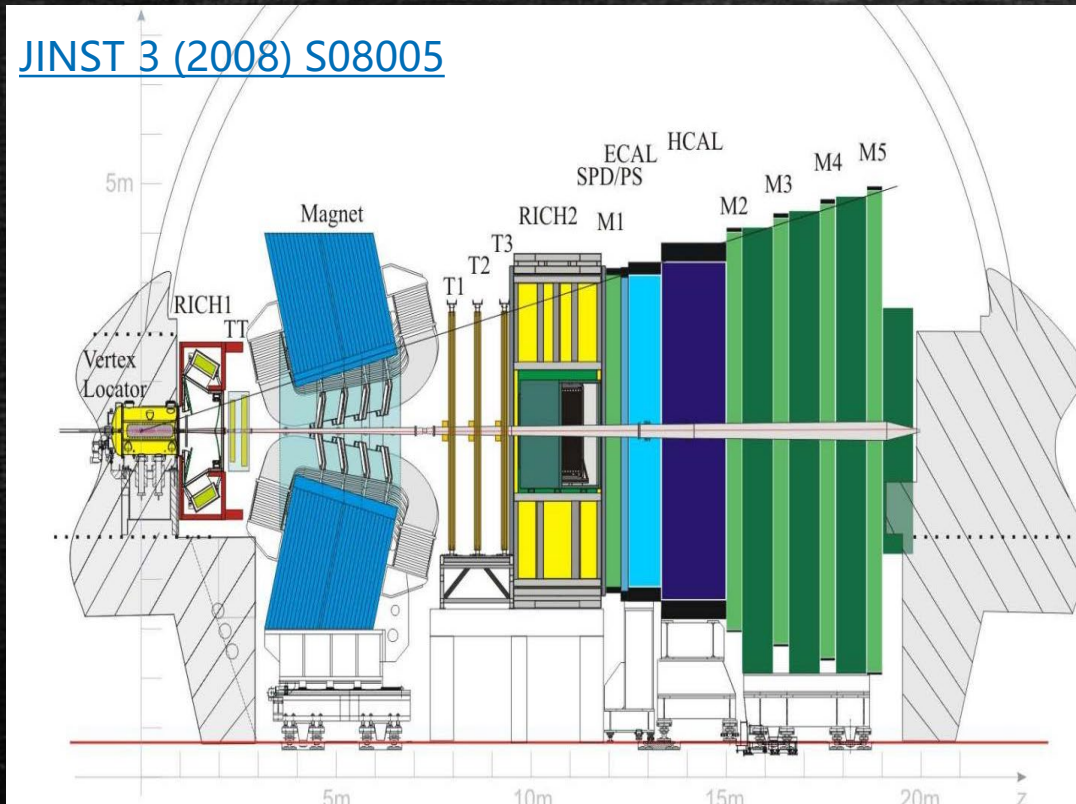 JINST 3 (2008) S08005
5m
Vertex
Locator
RICH1
TT
Magnet
T1
T2
T3
RICH2
M1
SPD/PS
ECAL
HCAL
M2
M3
M4
M5
5m
10m
15m
20m
z